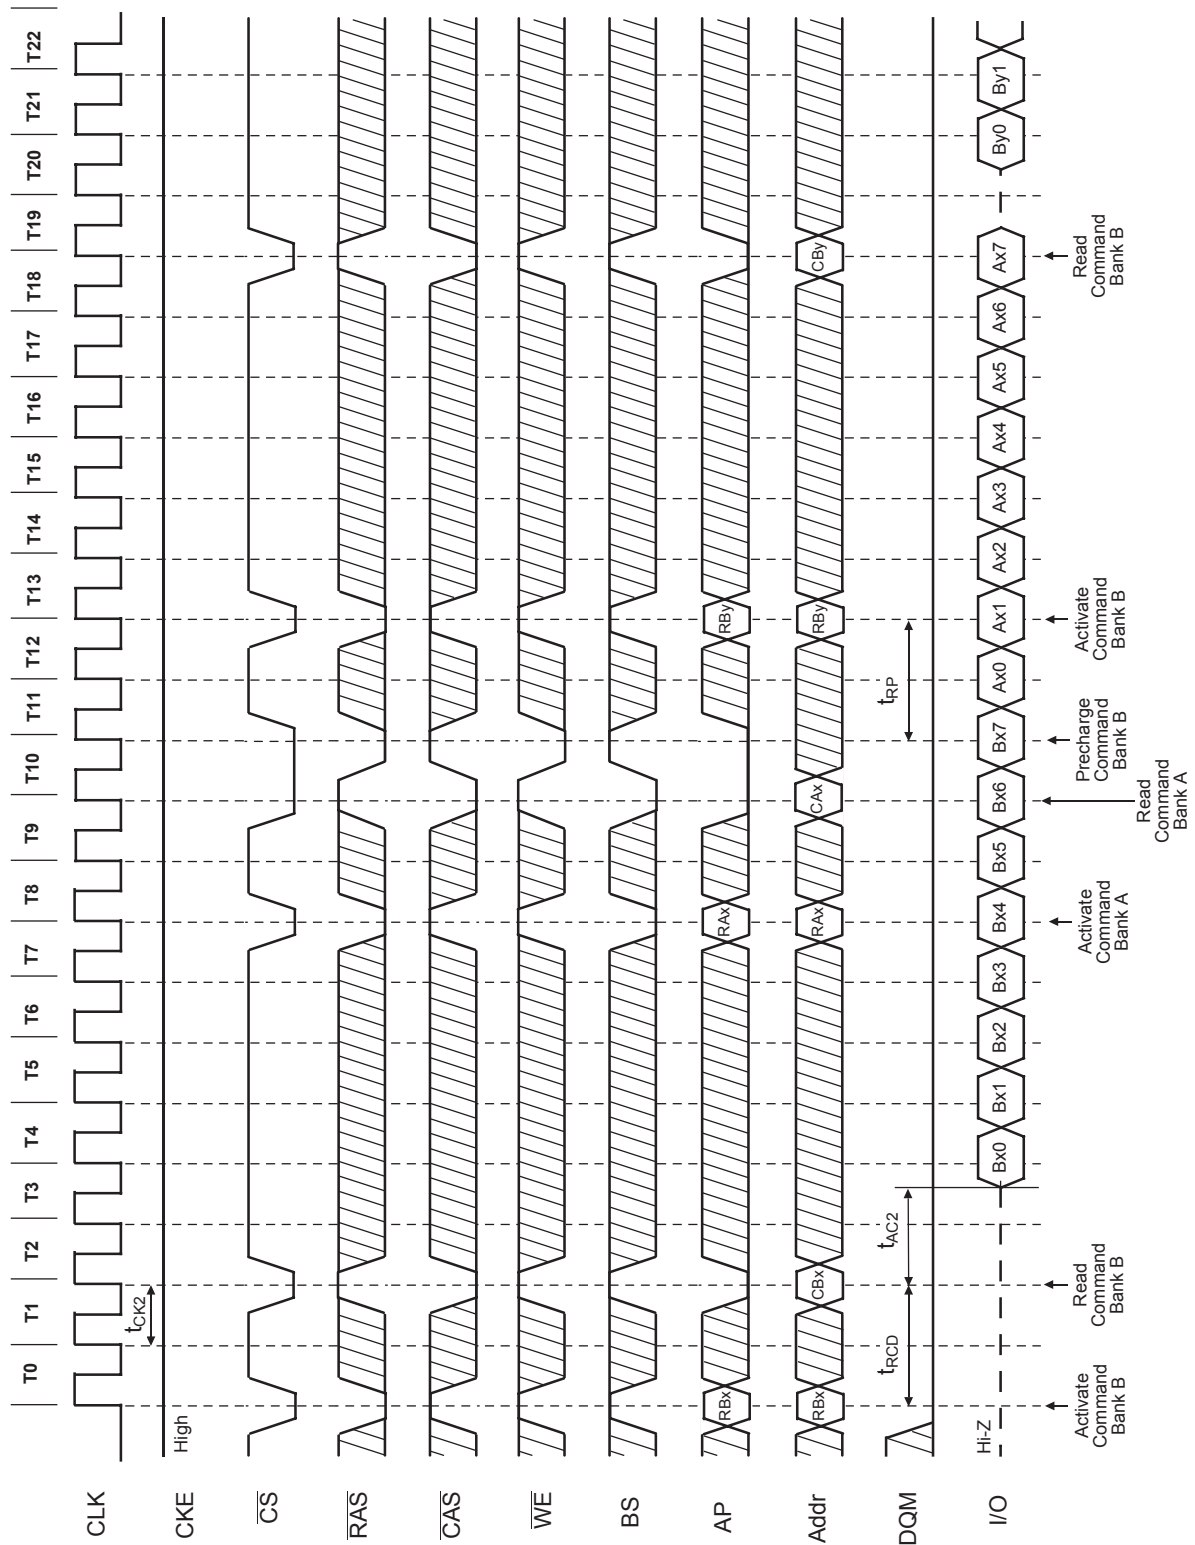 T0 T1 T2 T3 T4 T5 T6 T7 T8 T9 T10 T11 T12 T13 T14 T15 T16 T17 T18 T19 T20 T21 T22
CLK
tCK2
CKE
High
CS
RAS
CAS
WE
BS
AP
RBx RAx RBy
Addr
RBx CBx RAx CAx RBy CBy
DQM
tRCD tAC2 tRP
I/O
Hi-Z
Bx0 Bx1 Bx2 Bx3 Bx4 Bx5 Bx6 Bx7 Ax0 Ax1 Ax2 Ax3 Ax4 Ax5 Ax6 Ax7 By0 By1
Activate
Command
Bank B
Read
Command
Bank B
Activate
Command
Bank A
Read
Command
Bank A
Precharge
Command
Bank B
Activate
Command
Bank B
Read
Command
Bank B